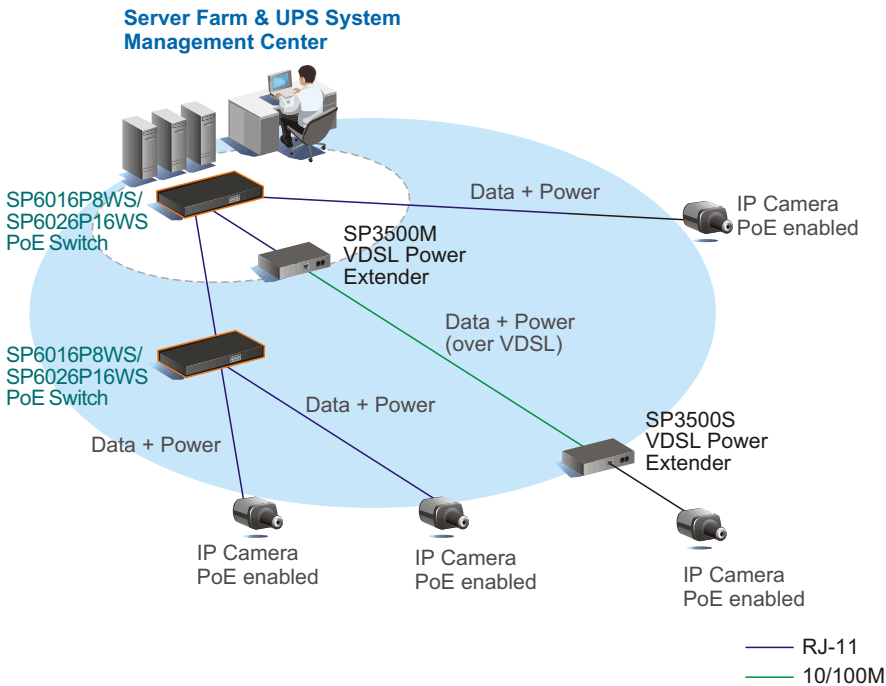 Server Farm & UPS System
Management Center
SP6016P8WS/
SP6026P16WS
PoE Switch
Data + Power
IP Camera
PoE enabled
SP3500M
VDSL Power
Extender
Data + Power
(over VDSL)
SP6016P8WS/
SP6026P16WS
PoE Switch
Data + Power
Data + Power
SP3500S
VDSL Power
Extender
IP Camera
PoE enabled
IP Camera
PoE enabled
IP Camera
PoE enabled
RJ-11
10/100M